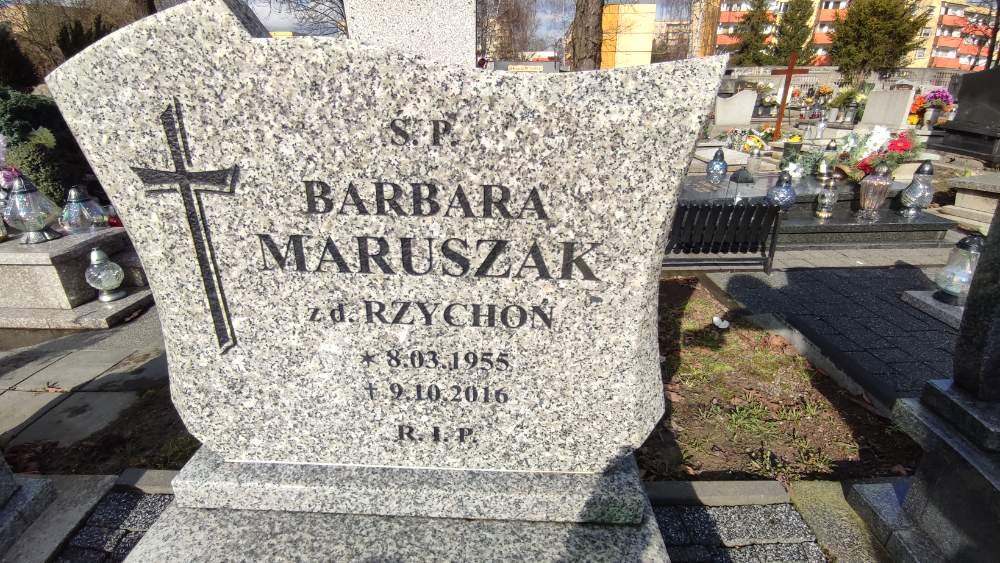 Ś. P.
BARBARA
MARUSZAK
z d. RZYCHOŃ
* 8.03.1955
† 9.10.2016
R. I. P.